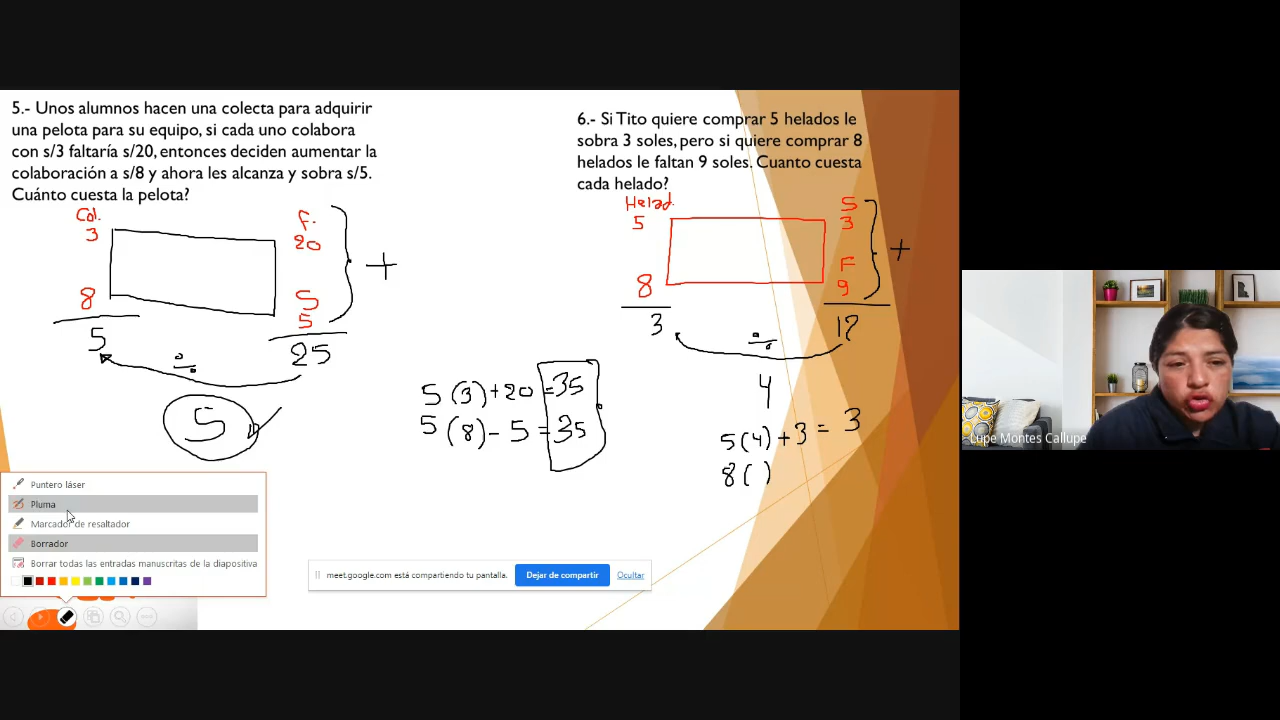 5.- Unos alumnos hacen una colecta para adquirir
una pelota para su equipo, si cada uno colabora
con s/3 faltaría s/20, entonces deciden aumentar la
colaboración a s/8 y ahora les alcanza y sobra s/5.
Cuánto cuesta la pelota?
Col.
3
F.
20
+
8
S
5
5
25
÷
5
5 (3) + 20 = 35
5 (8) - 5 = 35
6.- Si Tito quiere comprar 5 helados le
sobra 3 soles, pero si quiere comprar 8
helados le faltan 9 soles. Cuanto cuesta
cada helado?
Helad.
5
S
3
+
8
F
9
3
12
÷
4
5(4) + 3 = 3
8( )
Lupe Montes Callupe
Puntero láser
Pluma
Marcador de resaltador
Borrador
Borrar todas las entradas manuscritas de la diapositiva
meet.google.com está compartiendo tu pantalla.
Dejar de compartir
Ocultar